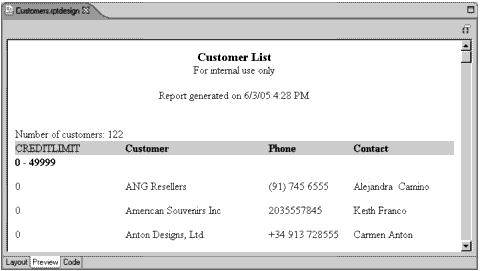 Customers.rptdesign
Customer List
For internal use only
Report generated on 6/3/05 4:28 PM
Number of customers: 122
CREDITLIMIT Customer Phone Contact
0 - 49999
0 ANG Resellers (91) 745 6555 Alejandra Camino
0 American Souvenirs Inc 2035557845 Keith Franco
0 Anton Designs, Ltd. +34 913 728555 Carmen Anton
Layout Preview Code